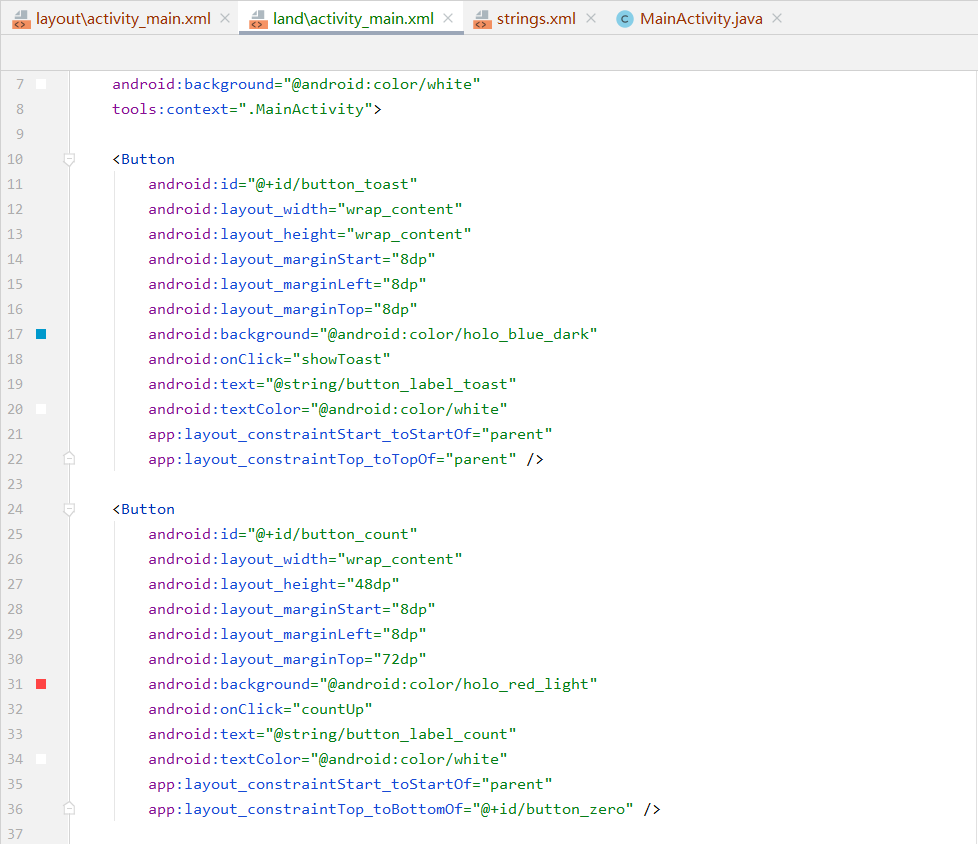 layout\activity_main.xml land\activity_main.xml strings.xml C MainActivity.java
7 android:background="@android:color/white"
8 tools:context=".MainActivity">
9
10 <Button
11 android:id="@+id/button_toast"
12 android:layout_width="wrap_content"
13 android:layout_height="wrap_content"
14 android:layout_marginStart="8dp"
15 android:layout_marginLeft="8dp"
16 android:layout_marginTop="8dp"
17 android:background="@android:color/holo_blue_dark"
18 android:onClick="showToast"
19 android:text="@string/button_label_toast"
20 android:textColor="@android:color/white"
21 app:layout_constraintStart_toStartOf="parent"
22 app:layout_constraintTop_toTopOf="parent" />
23
24 <Button
25 android:id="@+id/button_count"
26 android:layout_width="wrap_content"
27 android:layout_height="48dp"
28 android:layout_marginStart="8dp"
29 android:layout_marginLeft="8dp"
30 android:layout_marginTop="72dp"
31 android:background="@android:color/holo_red_light"
32 android:onClick="countUp"
33 android:text="@string/button_label_count"
34 android:textColor="@android:color/white"
35 app:layout_constraintStart_toStartOf="parent"
36 app:layout_constraintTop_toBottomOf="@+id/button_zero" />
37